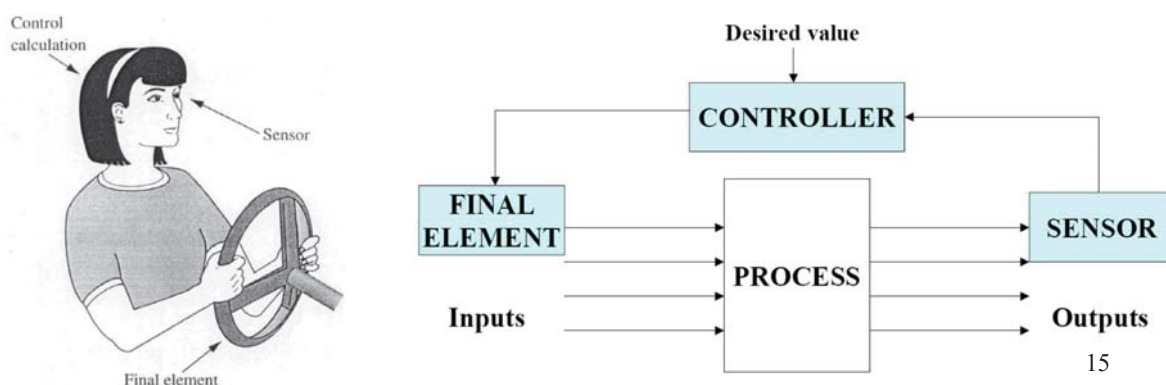 Control
calculation
Sensor
Final element
Desired value
CONTROLLER
FINAL
ELEMENT
SENSOR
PROCESS
Inputs
Outputs
15